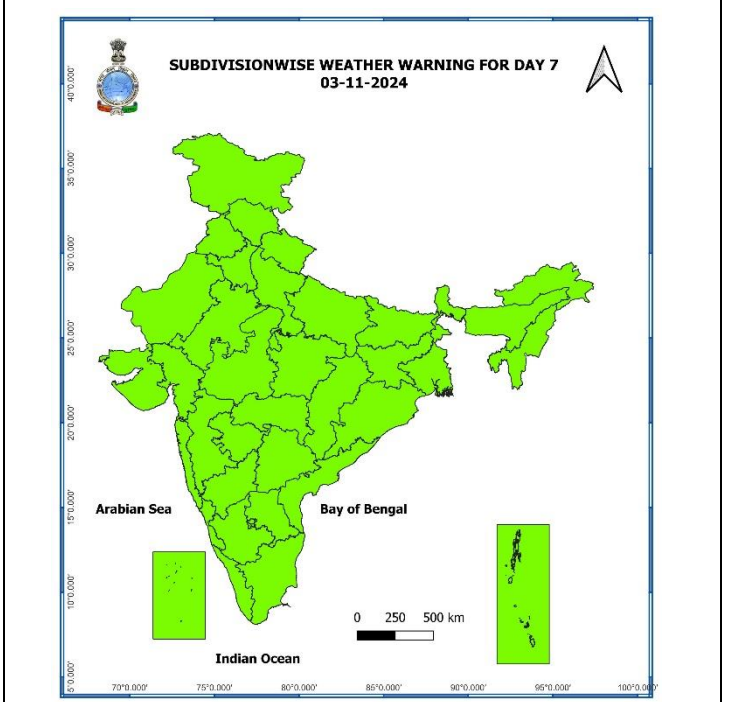 SUBDIVISIONWISE WEATHER WARNING FOR DAY 7
03-11-2024
40°0.000'
35°0.000'
30°0.000'
25°0.000'
20°0.000'
15°0.000'
10°0.000'
5°0.000'
Arabian Sea
Bay of Bengal
0 250 500 km
Indian Ocean
70°0.000' 75°0.000' 80°0.000' 85°0.000' 90°0.000' 95°0.000' 100°0.000'